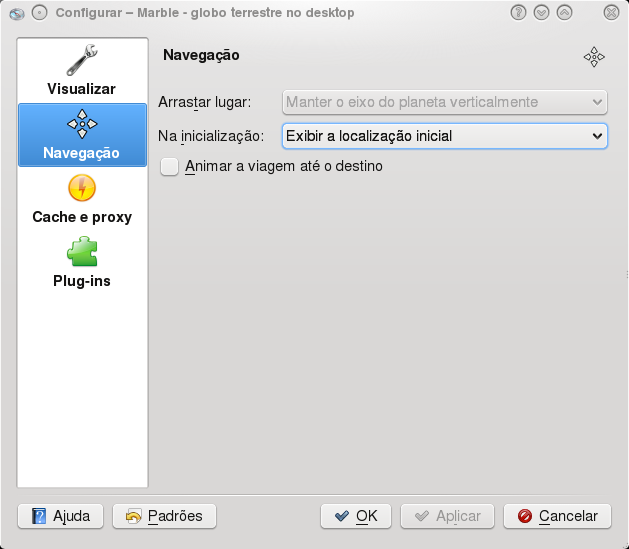 Configurar – Marble - globo terrestre no desktop
Visualizar
Navegação
Cache e proxy
Plug-ins
Navegação
Arrastar lugar: Manter o eixo do planeta verticalmente
Na inicialização: Exibir a localização inicial
Animar a viagem até o destino
Ajuda Padrões OK Aplicar Cancelar